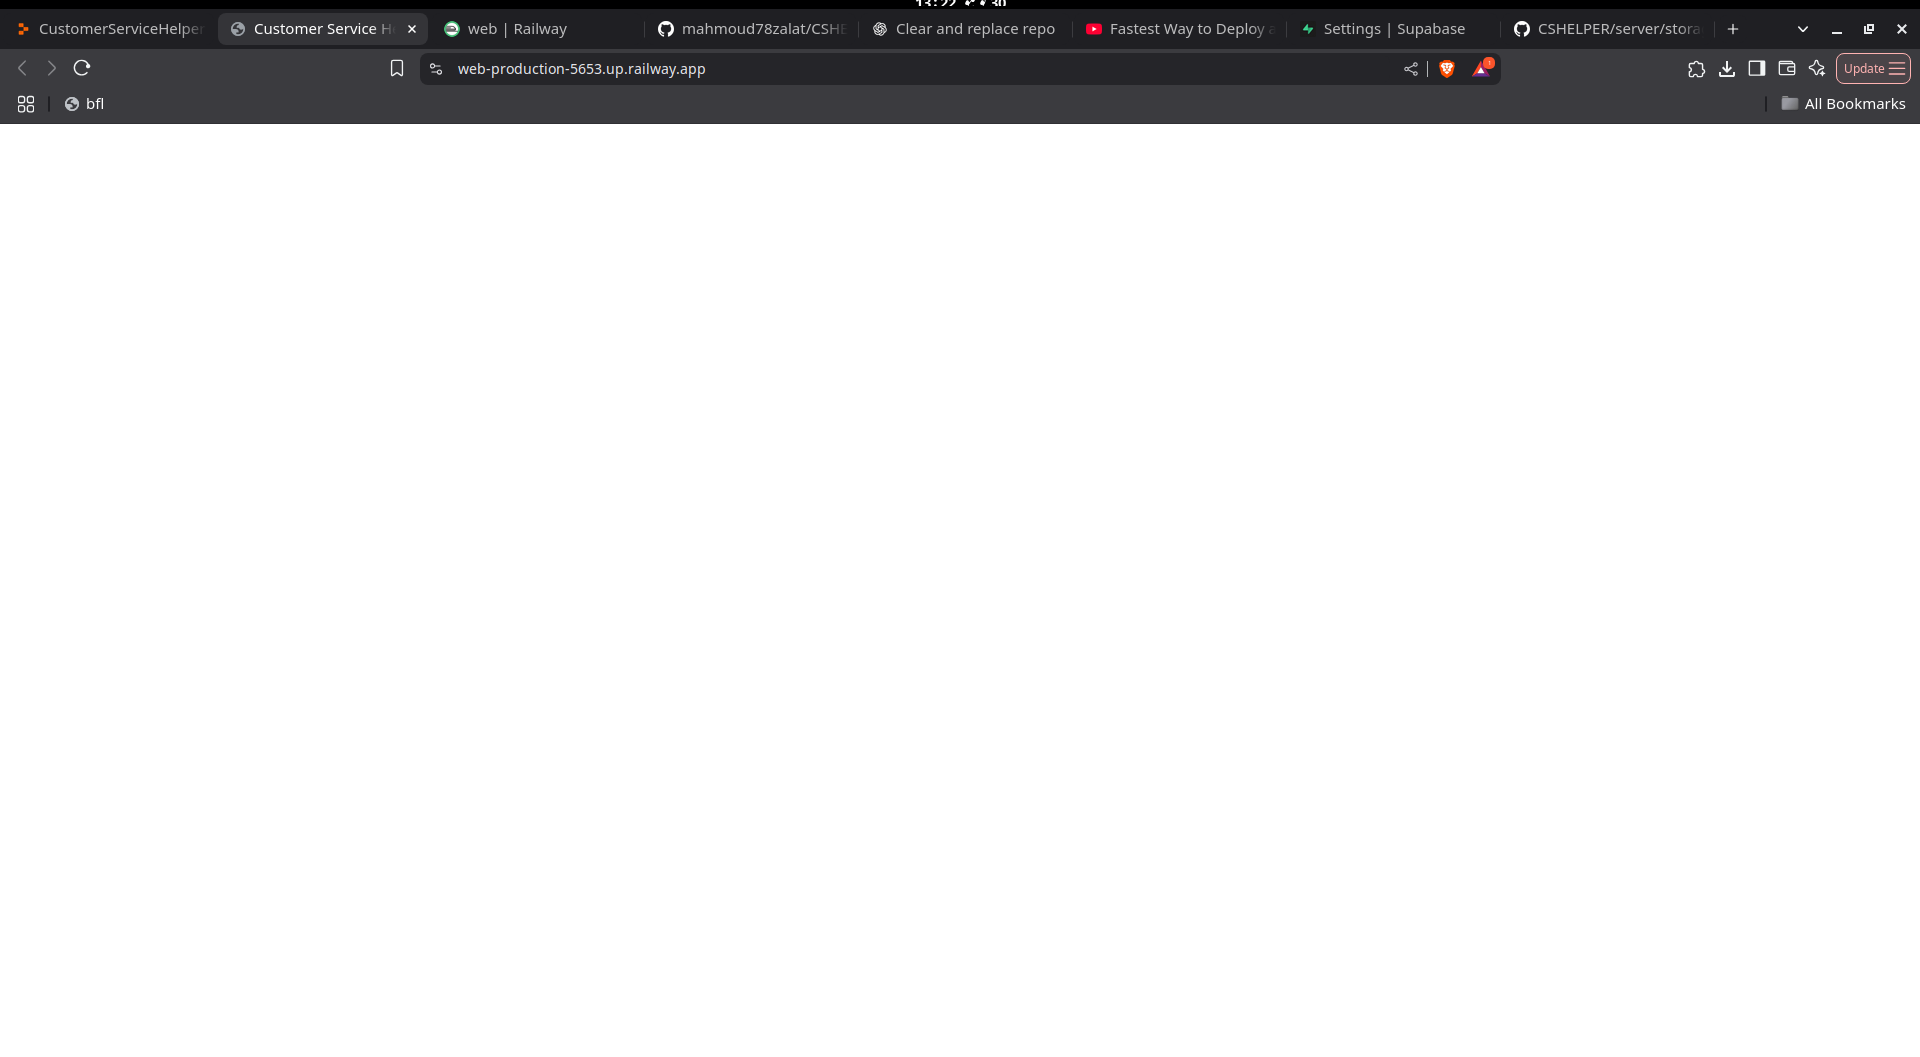 CustomerServiceHelper
Customer Service H
web | Railway
mahmoud78zalat/CSHE
Clear and replace repo
Fastest Way to Deploy a
Settings | Supabase
CSHELPER/server/stora
web-production-5653.up.railway.app
Update
bfl
All Bookmarks